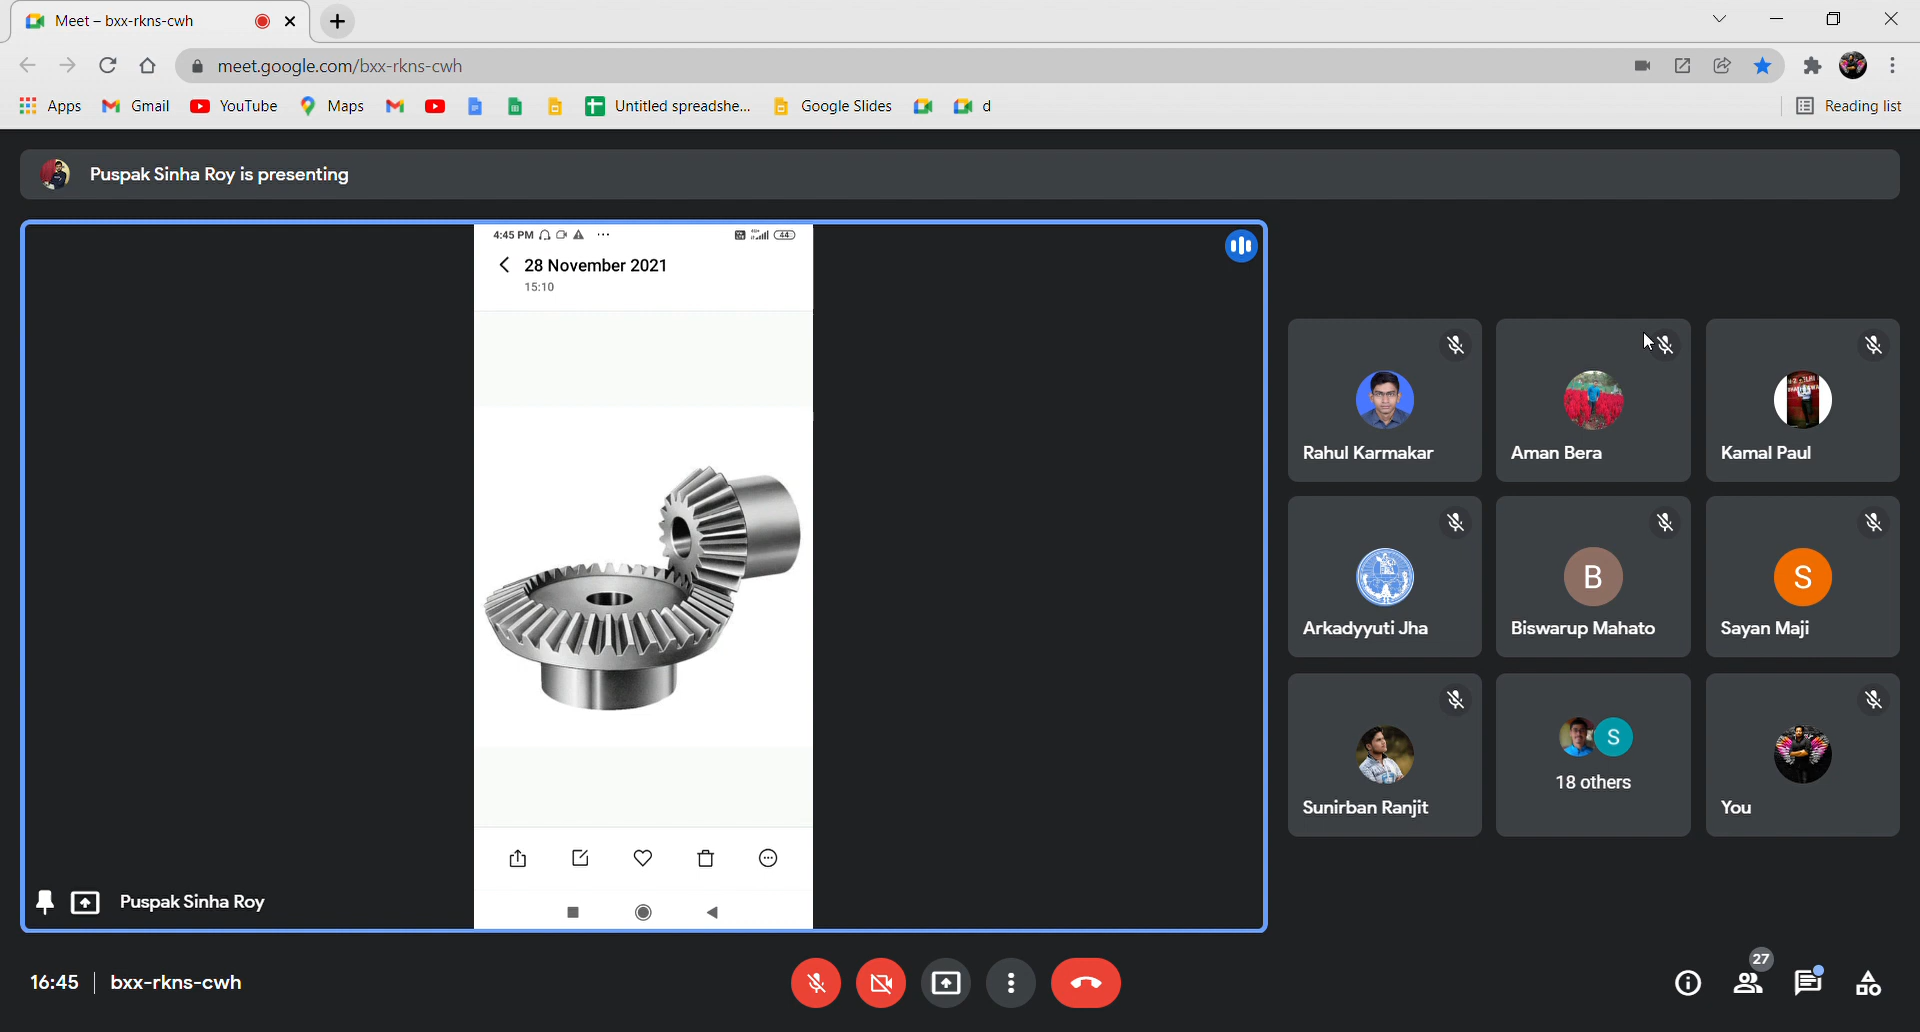 Meet – bxx-rkns-cwh
meet.google.com/bxx-rkns-cwh
Apps Gmail YouTube Maps Untitled spreadshe... Google Slides d Reading list
Puspak Sinha Roy is presenting
4:45 PM ... 44
28 November 2021
15:10
Rahul Karmakar
Aman Bera
Kamal Paul
Arkadyyuti Jha
B
Biswarup Mahato
S
Sayan Maji
Sunirban Ranjit
S
18 others
You
Puspak Sinha Roy
16:45 | bxx-rkns-cwh
27